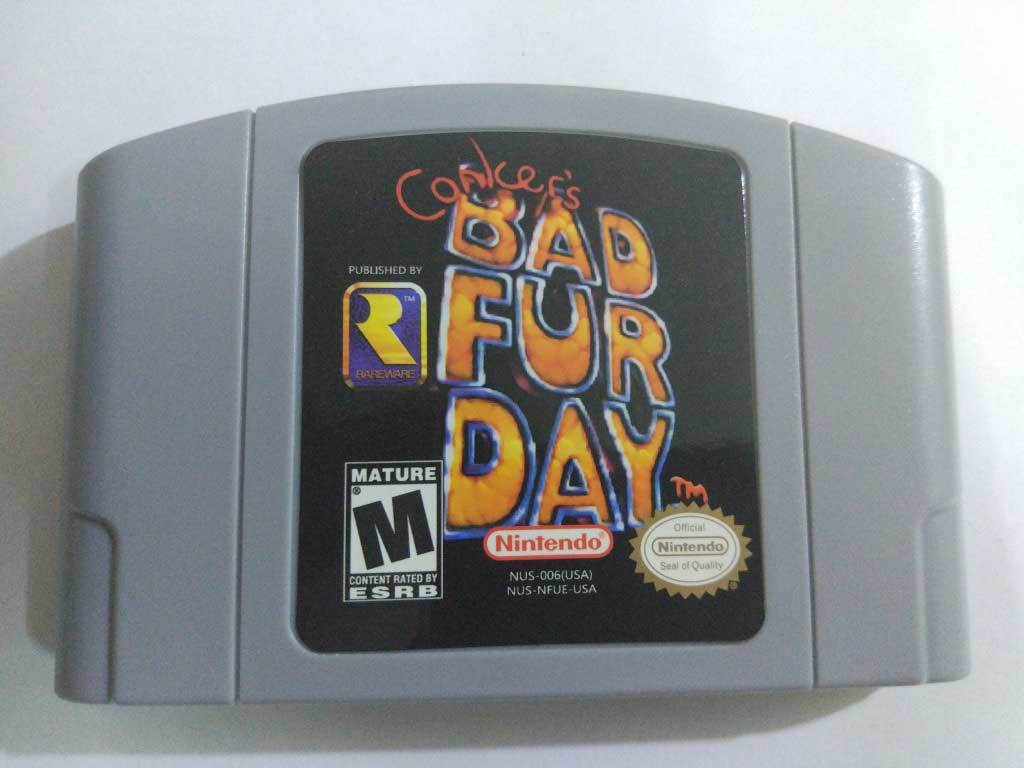 Conker's
BAD
FUR
DAY
TM
PUBLISHED BY
R
TM
RAREWARE
MATURE
®
M
CONTENT RATED BY
ESRB
Nintendo®
NUS-006(USA)
NUS-NFUE-USA
Official
Nintendo
Seal of Quality